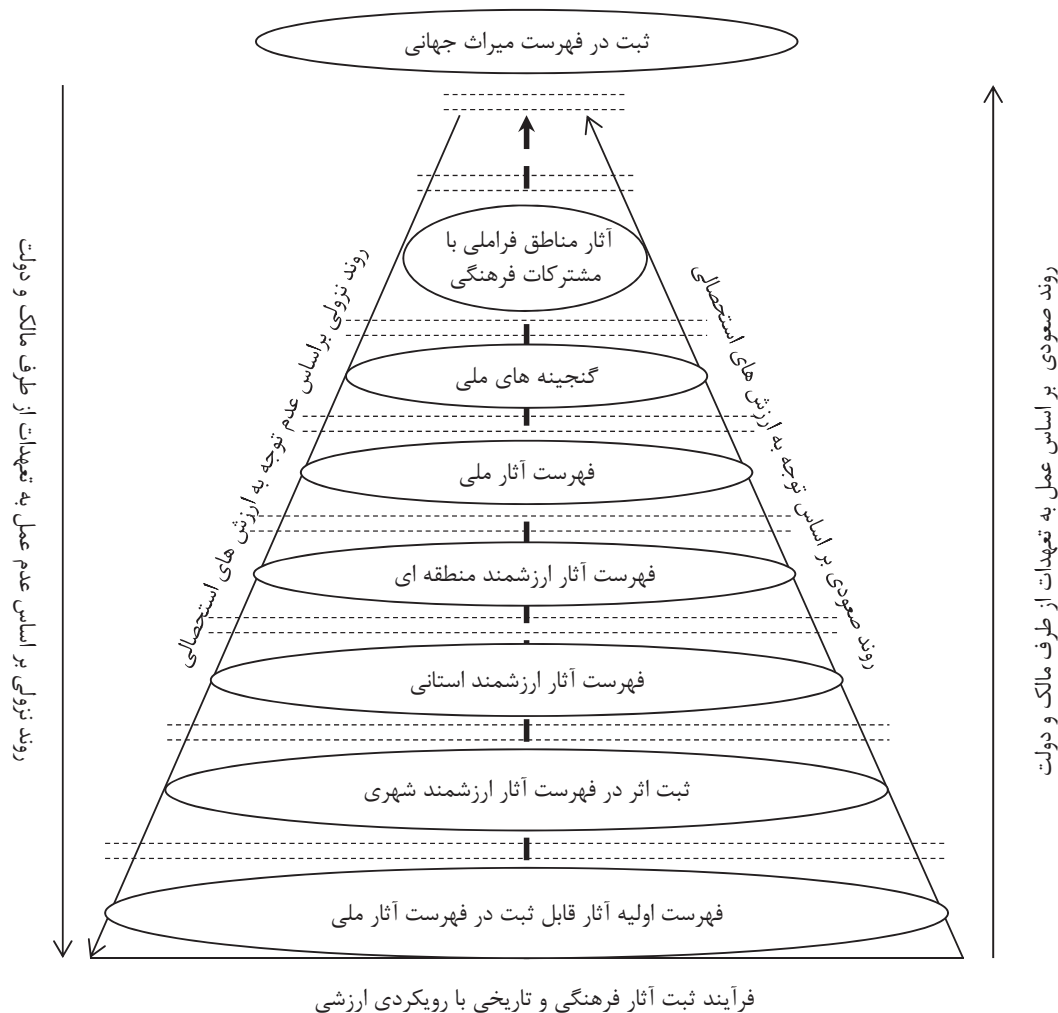 ثبت در فهرست میراث جهانی
آثار مناطق فراملی با
مشترکات فرهنگی
گنجینه های ملی
فهرست آثار ملی
فهرست آثار ارزشمند منطقه ای
فهرست آثار ارزشمند استانی
ثبت اثر در فهرست آثار ارزشمند شهری
فهرست اولیه آثار قابل ثبت در فهرست آثار ملی
روند صعودی بر اساس عمل به تعهدات از طرف مالک و دولت
روند صعودی بر اساس توجه به ارزش های استحصالی
روند نزولی براساس عدم توجه به ارزش های استحصالی
روند نزولی بر اساس عدم عمل به تعهدات از طرف مالک و دولت
فرآیند ثبت آثار فرهنگی و تاریخی با رویکردی ارزشی